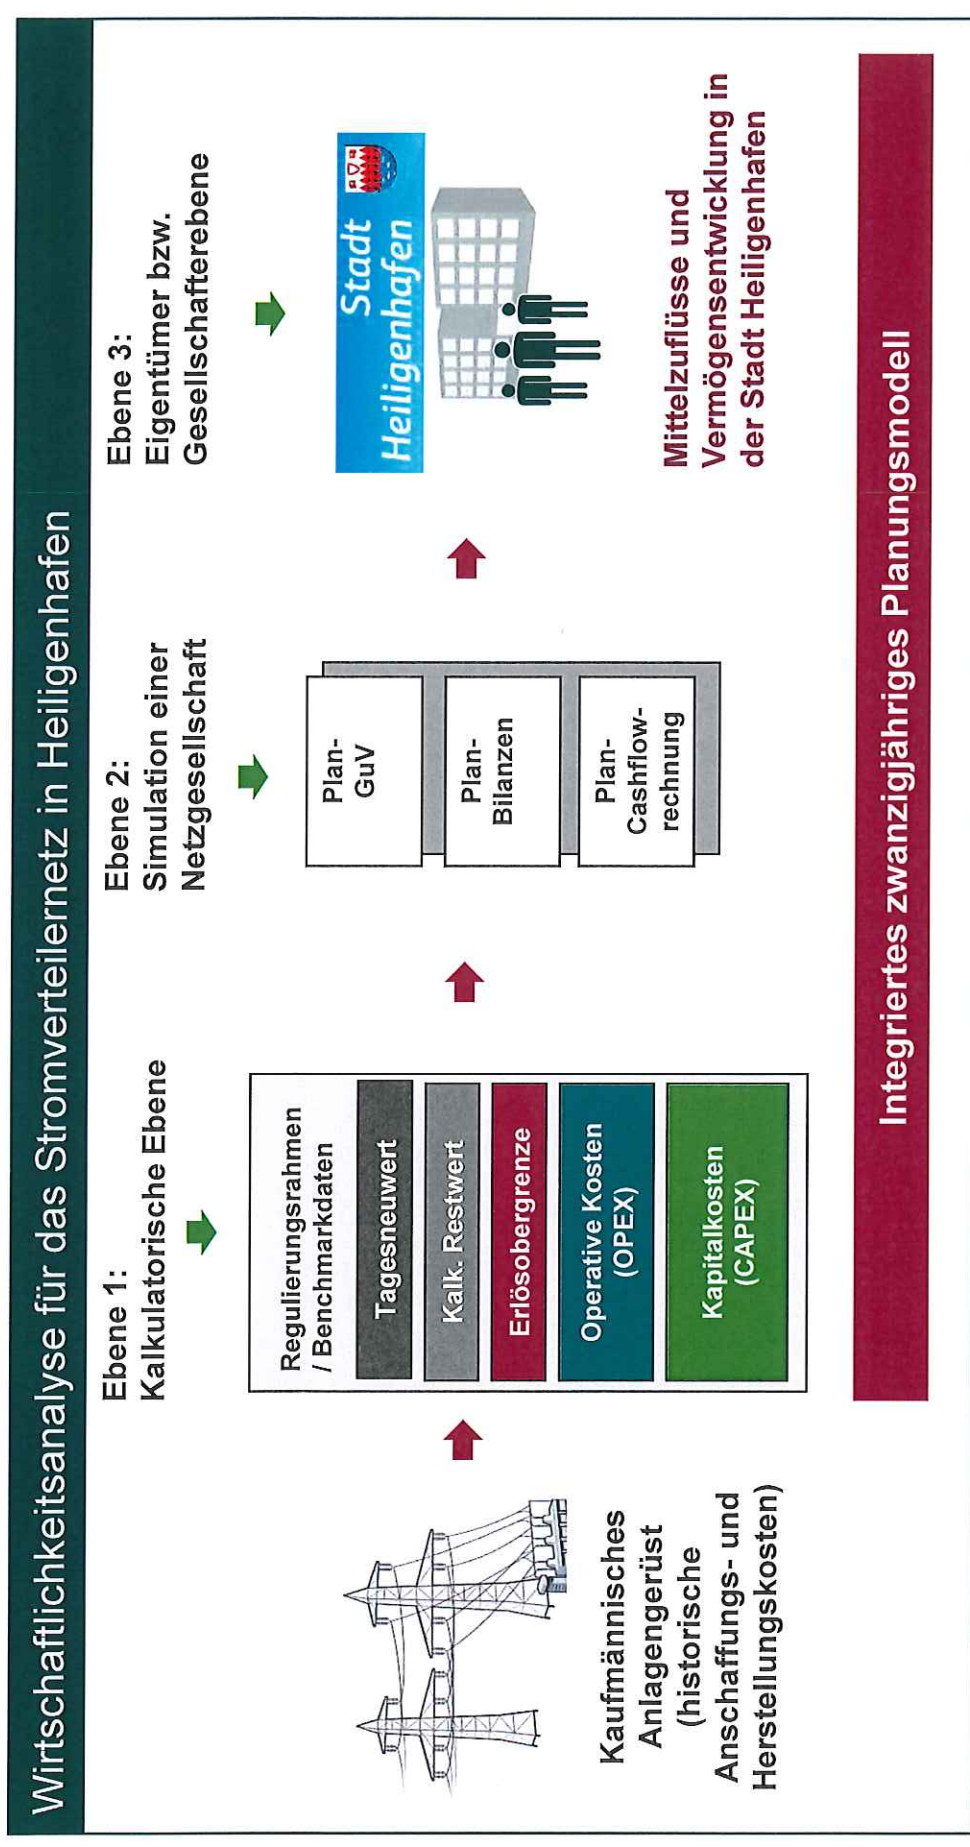 Wirtschaftlichkeitsanalyse für das Stromverteilernetz in Heiligenhafen
Kaufmännisches
Anlagengerüst
(historische
Anschaffungs- und
Herstellungskosten)
Ebene 1:
Kalkulatorische Ebene
Regulierungsrahmen
/ Benchmarkdaten
Tagesneuwert
Kalk. Restwert
Erlösobergrenze
Operative Kosten
(OPEX)
Kapitalkosten
(CAPEX)
Ebene 2:
Simulation einer
Netzgesellschaft
Plan-
GuV
Plan-
Bilanzen
Plan-
Cashflow-
rechnung
Ebene 3:
Eigentümer bzw.
Gesellschafterebene
Stadt
Heiligenhafen
Mittelzuflüsse und
Vermögensentwicklung in
der Stadt Heiligenhafen
Integriertes zwanzigjähriges Planungsmodell